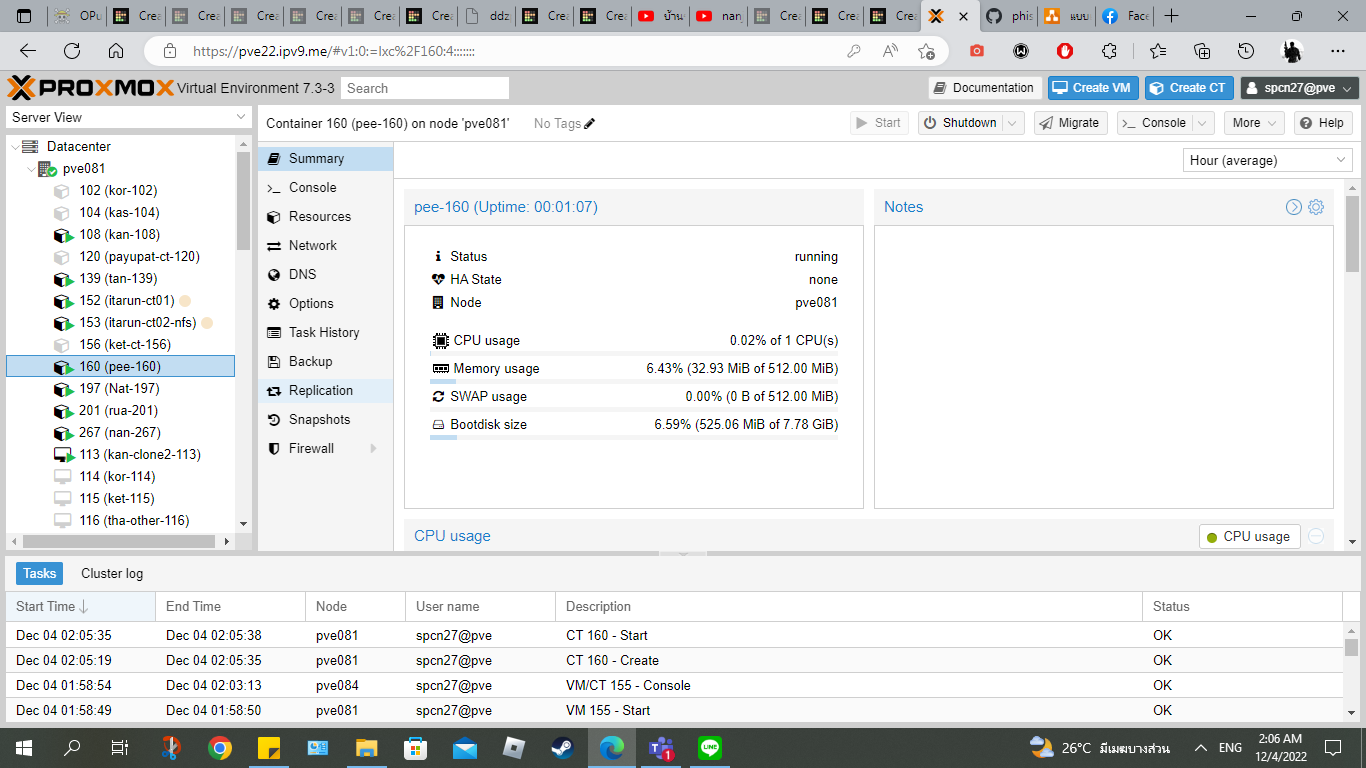 OPu
Crea
Crea
Crea
Crea
Crea
Crea
Crea
ddz
Crea
Crea
บ้าน
nan
Crea
Crea
Crea
phis
แบบ
Face
https://pve22.ipv9.me/#v1:0:=lxc%2F160:4:::::::
PROXMOX Virtual Environment 7.3-3 Search
Documentation Create VM Create CT spcn27@pve
Server View
Container 160 (pee-160) on node 'pve081' No Tags Start Shutdown Migrate Console More Help
Datacenter
pve081
102 (kor-102)
104 (kas-104)
108 (kan-108)
120 (payupat-ct-120)
139 (tan-139)
152 (itarun-ct01)
153 (itarun-ct02-nfs)
156 (ket-ct-156)
160 (pee-160)
197 (Nat-197)
201 (rua-201)
267 (nan-267)
113 (kan-clone2-113)
114 (kor-114)
115 (ket-115)
116 (tha-other-116)
Summary
Console
Resources
Network
DNS
Options
Task History
Backup
Replication
Snapshots
Firewall
Hour (average)
pee-160 (Uptime: 00:01:07)
Status running
HA State none
Node pve081
CPU usage 0.02% of 1 CPU(s)
Memory usage 6.43% (32.93 MiB of 512.00 MiB)
SWAP usage 0.00% (0 B of 512.00 MiB)
Bootdisk size 6.59% (525.06 MiB of 7.78 GiB)
Notes
CPU usage CPU usage
Tasks Cluster log
Start Time End Time Node User name Description Status
Dec 04 02:05:35 Dec 04 02:05:38 pve081 spcn27@pve CT 160 - Start OK
Dec 04 02:05:19 Dec 04 02:05:35 pve081 spcn27@pve CT 160 - Create OK
Dec 04 01:58:54 Dec 04 02:03:13 pve084 spcn27@pve VM/CT 155 - Console OK
Dec 04 01:58:49 Dec 04 01:58:50 pve081 spcn27@pve VM 155 - Start OK
26°C มีเมฆบางส่วน ENG 2:06 AM
12/4/2022